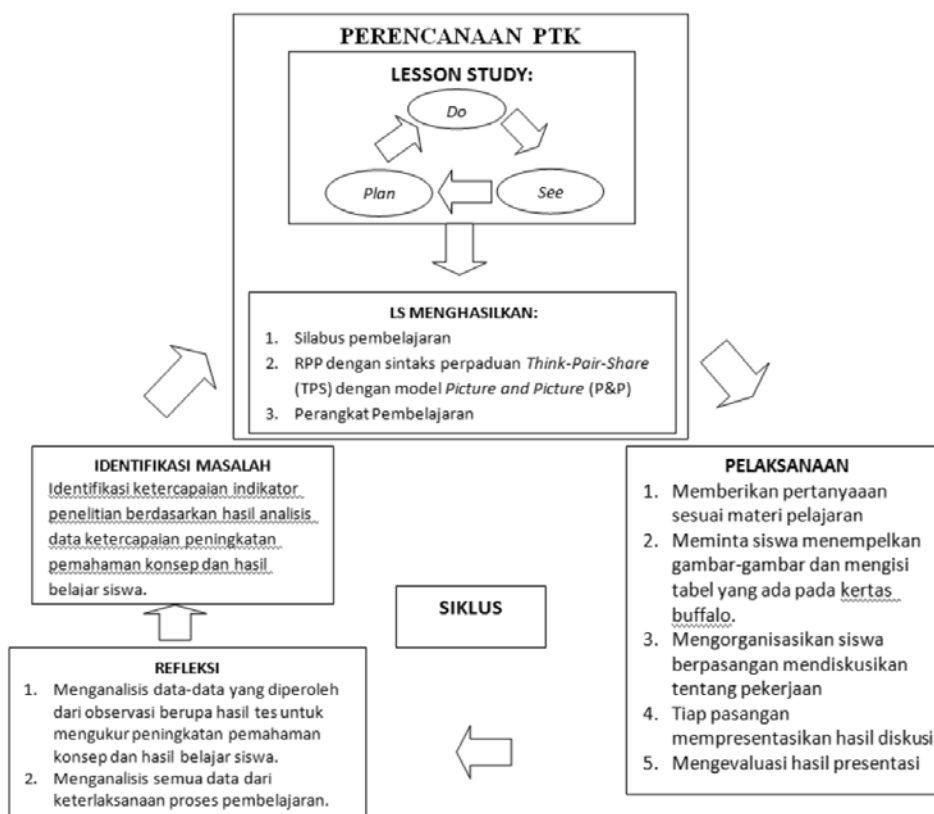 PERENCANAAN PTK
LESSON STUDY:
Do
Plan
See
LS MENGHASILKAN:
1. Silabus pembelajaran
2. RPP dengan sintaks perpaduan Think-Pair-Share
(TPS) dengan model Picture and Picture (P&P)
3. Perangkat Pembelajaran
IDENTIFIKASI MASALAH
Identifikasi ketercapaian indikator
penelitian berdasarkan hasil analisis
data ketercapaian peningkatan
pemahaman konsep dan hasil
belajar siswa.
PELAKSANAAN
1. Memberikan pertanyaaan
sesuai materi pelajaran
2. Meminta siswa menempelkan
gambar-gambar dan mengisi
tabel yang ada pada kertas
buffalo.
3. Mengorganisasikan siswa
berpasangan mendiskusikan
tentang pekerjaan
4. Tiap pasangan
mempresentasikan hasil diskusi
5. Mengevaluasi hasil presentasi
SIKLUS
REFLEKSI
1. Menganalisis data-data yang diperoleh
dari observasi berupa hasil tes untuk
mengukur peningkatan pemahaman
konsep dan hasil belajar siswa.
2. Menganalisis semua data dari
keterlaksanaan proses pembelajaran.